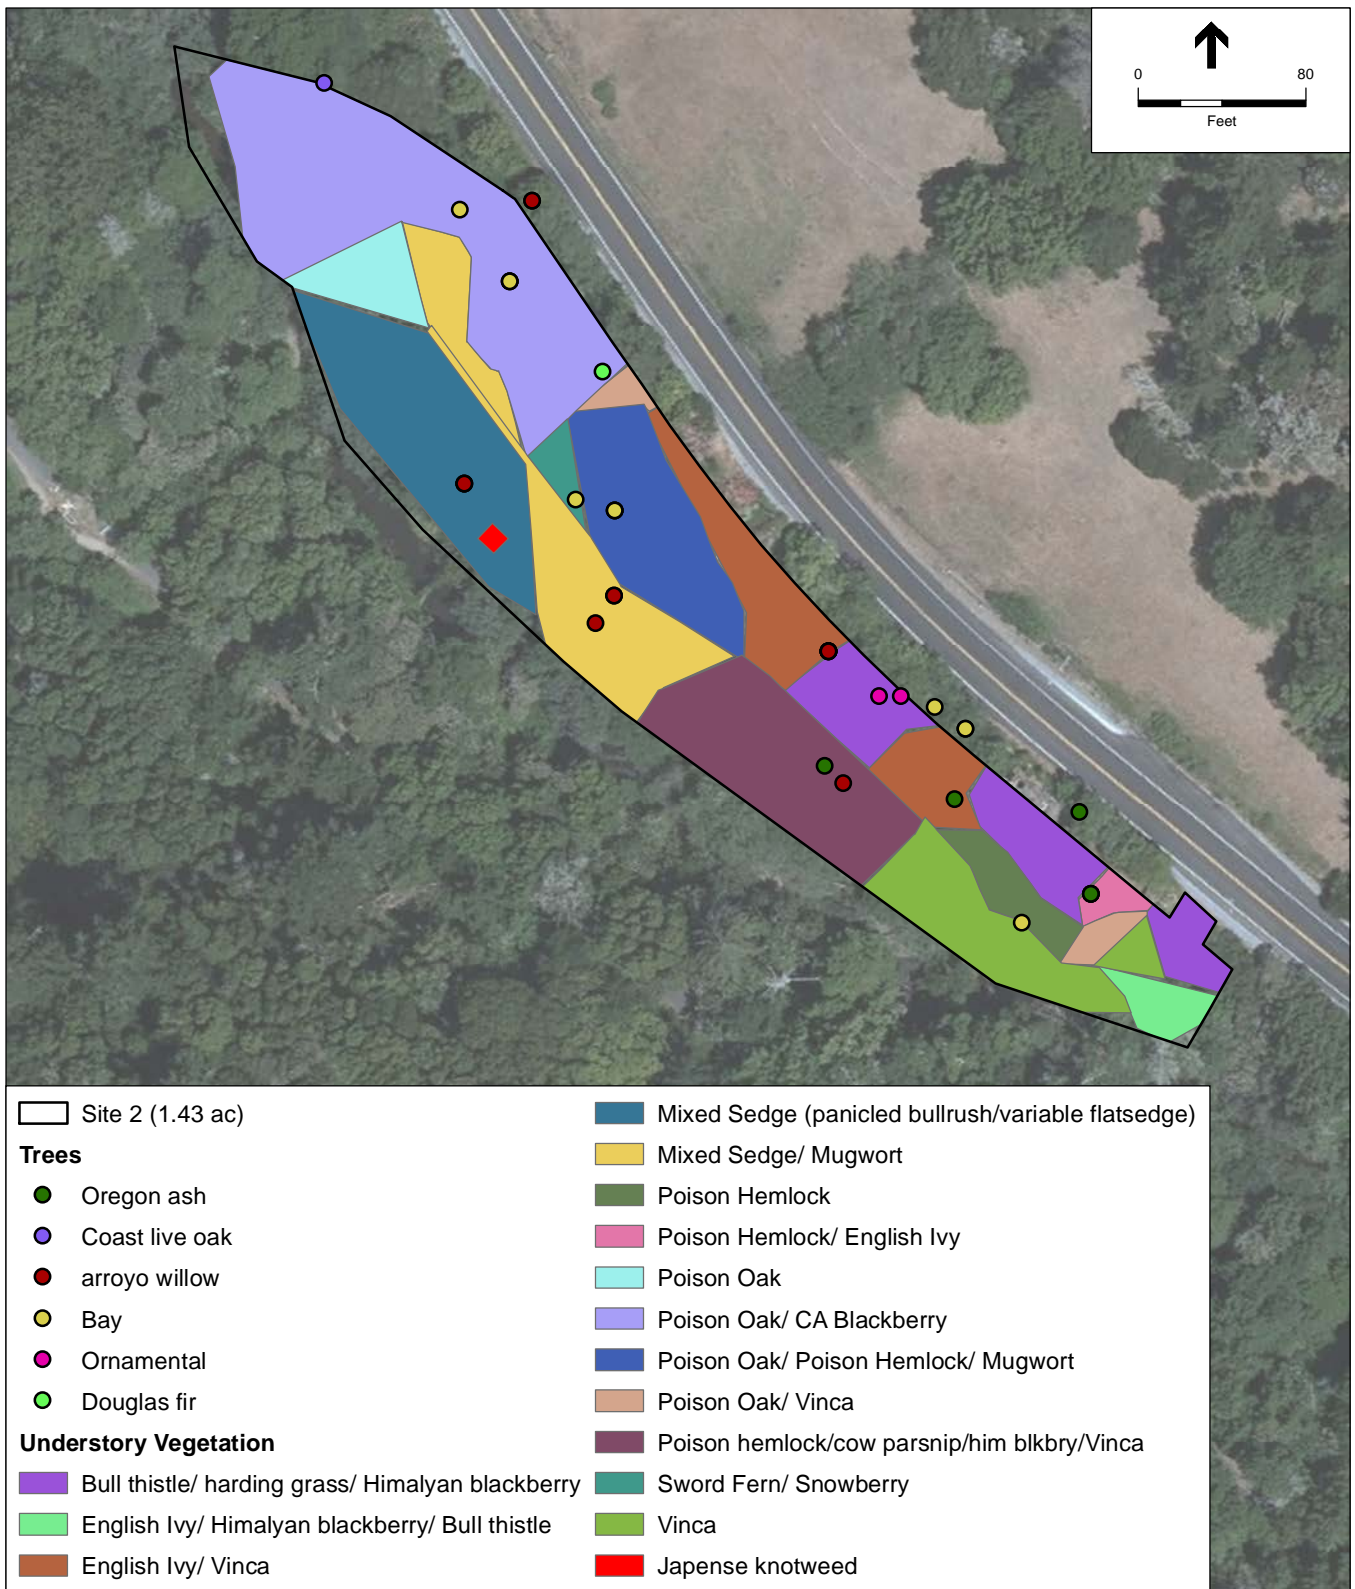 0 80
Feet
Site 2 (1.43 ac)
Trees
Oregon ash
Coast live oak
arroyo willow
Bay
Ornamental
Douglas fir
Understory Vegetation
Bull thistle/ harding grass/ Himalyan blackberry
English Ivy/ Himalyan blackberry/ Bull thistle
English Ivy/ Vinca
Mixed Sedge (panicled bullrush/variable flatsedge)
Mixed Sedge/ Mugwort
Poison Hemlock
Poison Hemlock/ English Ivy
Poison Oak
Poison Oak/ CA Blackberry
Poison Oak/ Poison Hemlock/ Mugwort
Poison Oak/ Vinca
Poison hemlock/cow parsnip/him blkbry/Vinca
Sword Fern/ Snowberry
Vinca
Japense knotweed